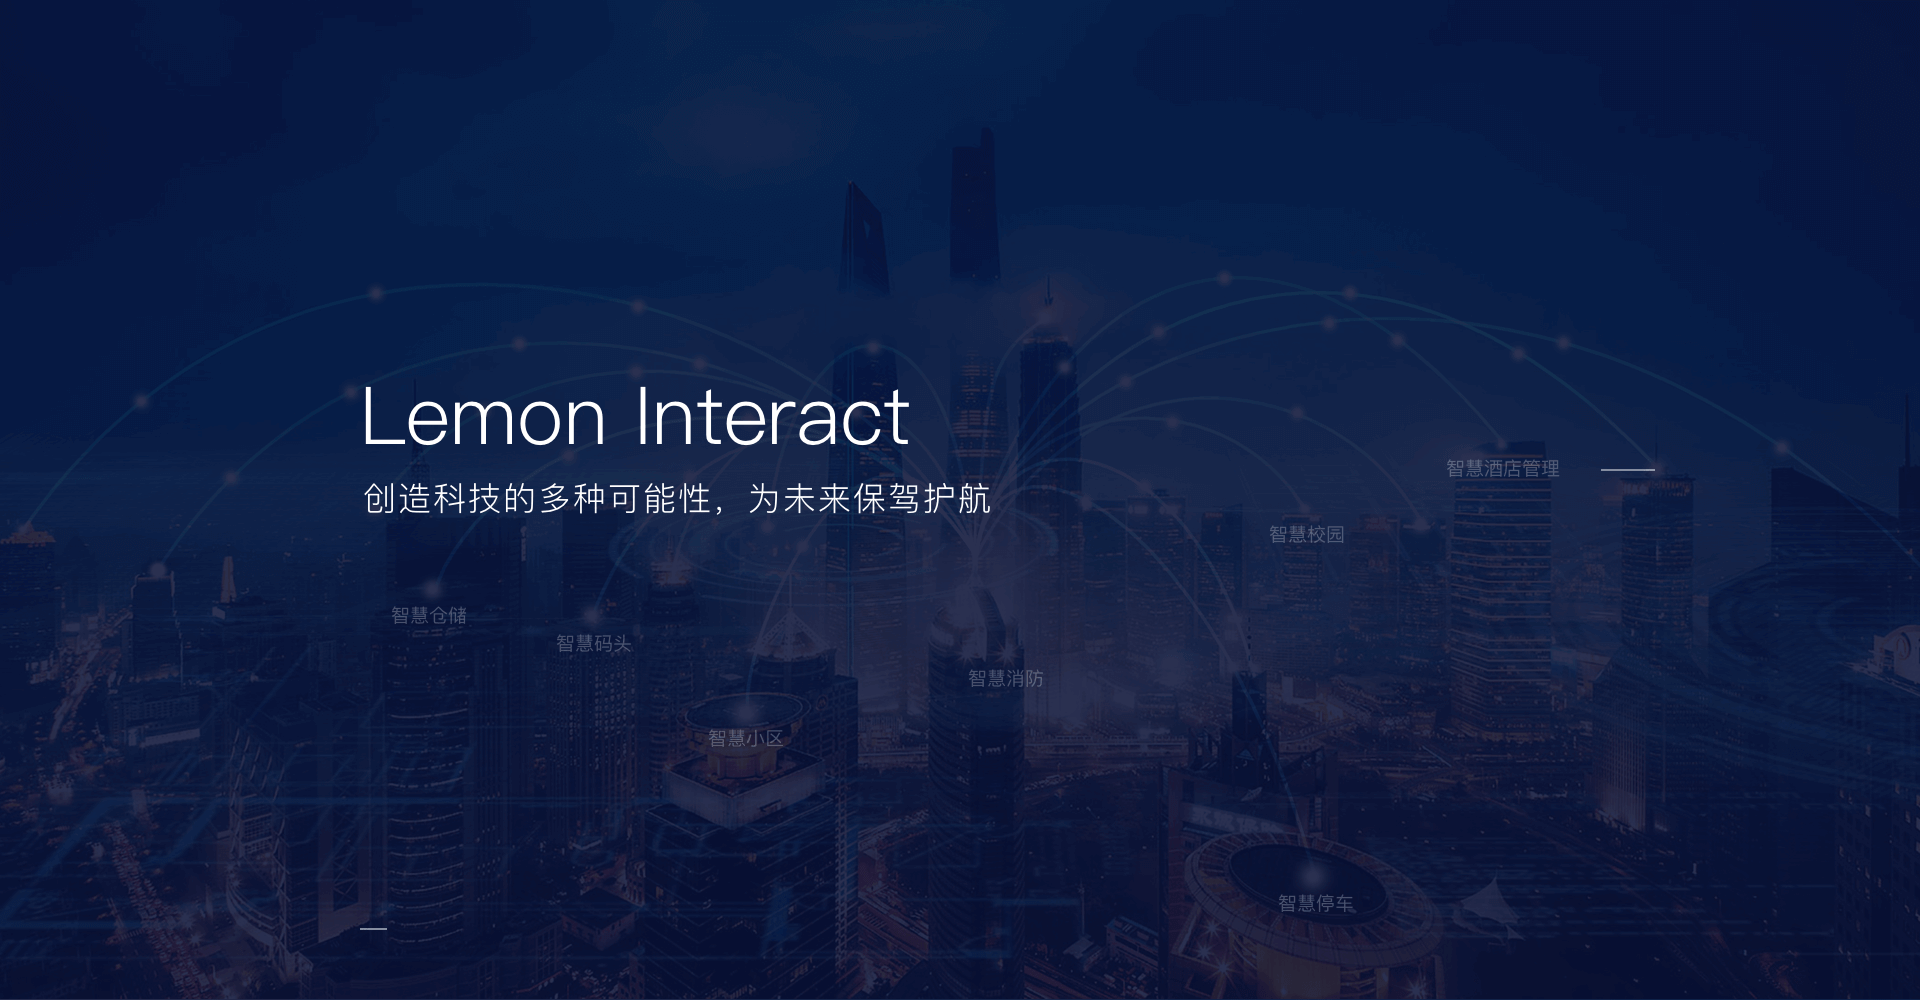 Lemon Interact
创造科技的多种可能性，为未来保驾护航
智慧酒店管理
智慧校园
智慧仓储
智慧码头
智慧消防
智慧小区
智慧停车